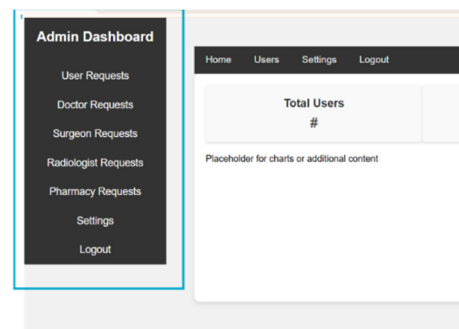 Admin Dashboard
User Requests
Doctor Requests
Surgeon Requests
Radiologist Requests
Pharmacy Requests
Settings
Logout
Home Users Settings Logout
Total Users
#
Placeholder for charts or additional content